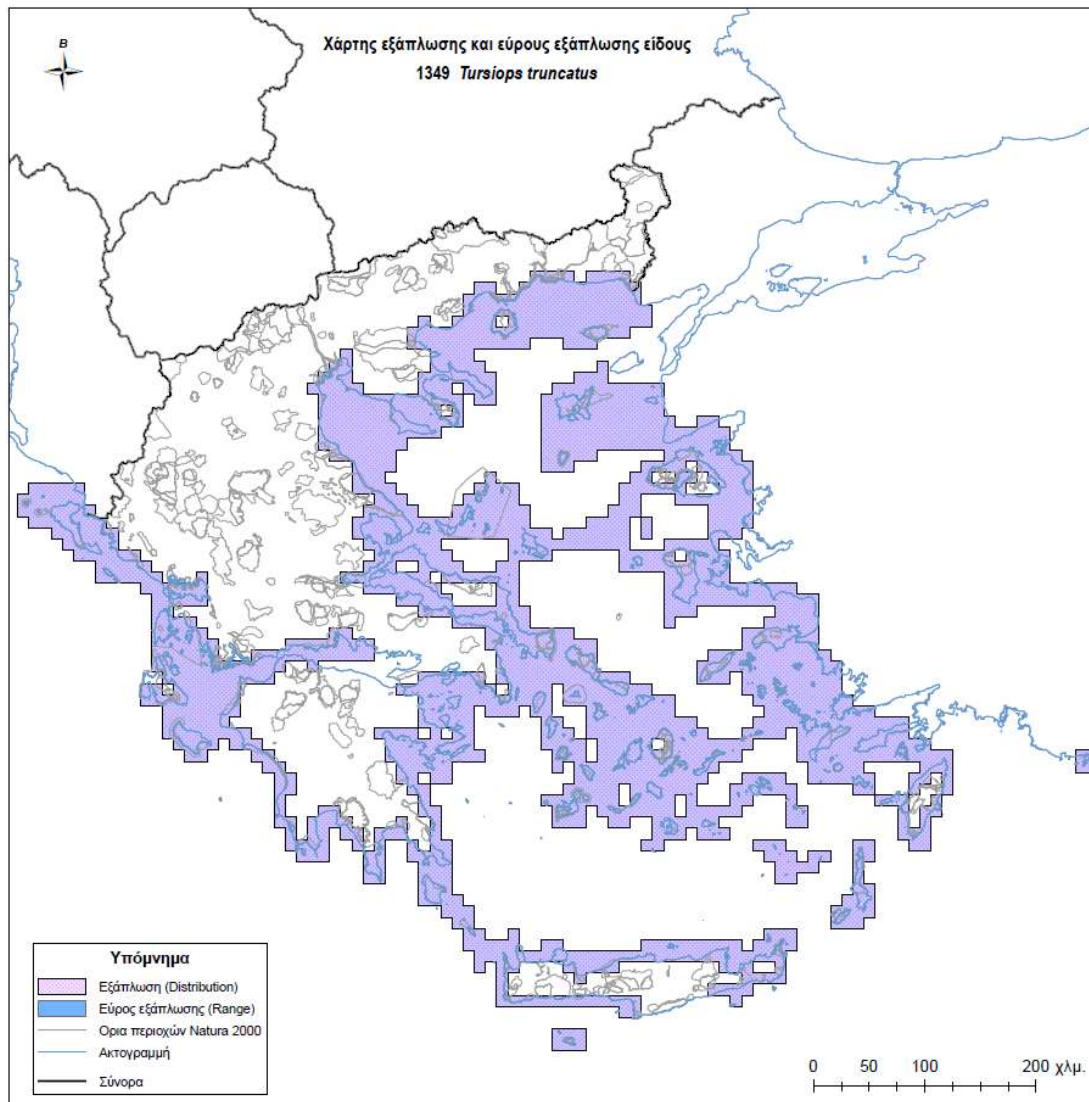 Χάρτης εξάπλωσης και εύρους εξάπλωσης είδους
1349 Tursiops truncatus
Β
Υπόμνημα
Εξάπλωση (Distribution)
Εύρος εξάπλωσης (Range)
Ορια περιοχών Natura 2000
Ακτογραμμή
Σύνορα
0 50 100 200 χλμ.